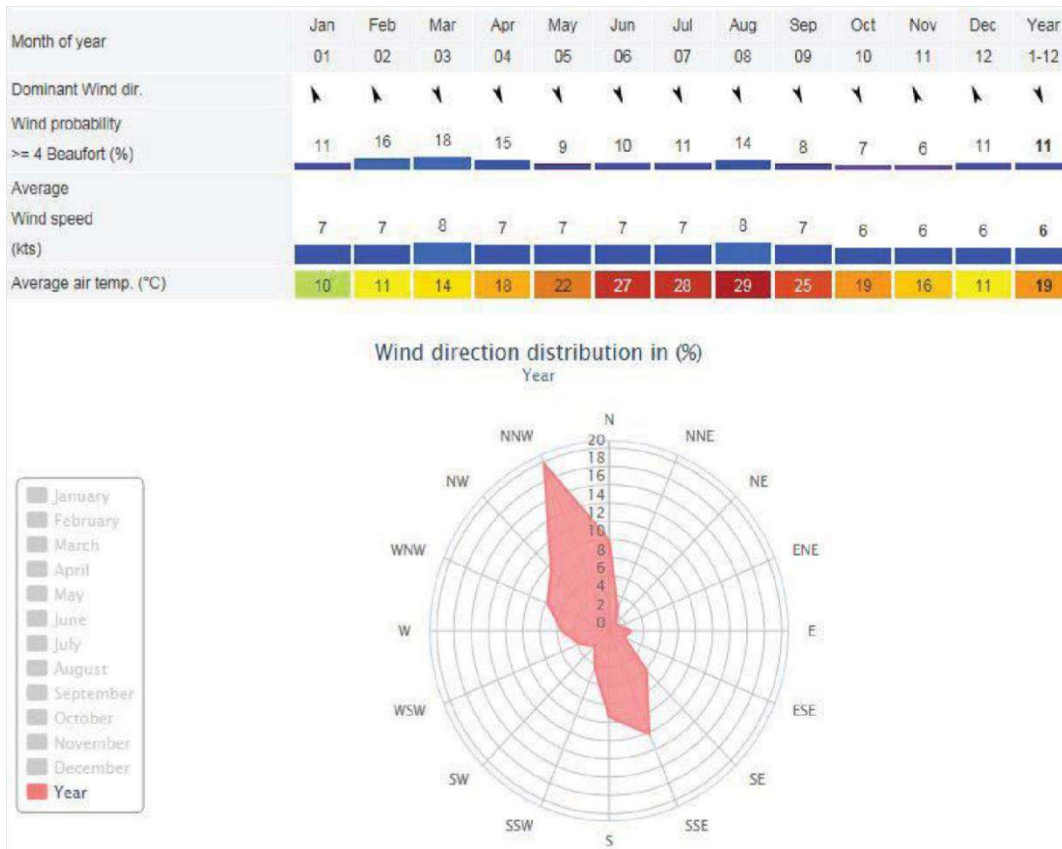 Month of year
Jan Feb Mar Apr May Jun Jul Aug Sep Oct Nov Dec Year
01 02 03 04 05 06 07 08 09 10 11 12 1-12
Dominant Wind dir.
Wind probability
>= 4 Beaufort (%)
11 16 18 15 9 10 11 14 8 7 6 11 11
Average
Wind speed
(kts)
7 7 8 7 7 7 7 8 7 6 6 6 6
Average air temp. (°C)
10 11 14 18 22 27 28 29 25 19 16 11 19
Wind direction distribution in (%)
Year
January
February
March
April
May
June
July
August
September
October
November
December
Year
N
NNE
NE
ENE
E
ESE
SE
SSE
S
SSW
SW
WSW
W
WNW
NW
NNW
20
18
16
14
12
10
8
6
4
2
0